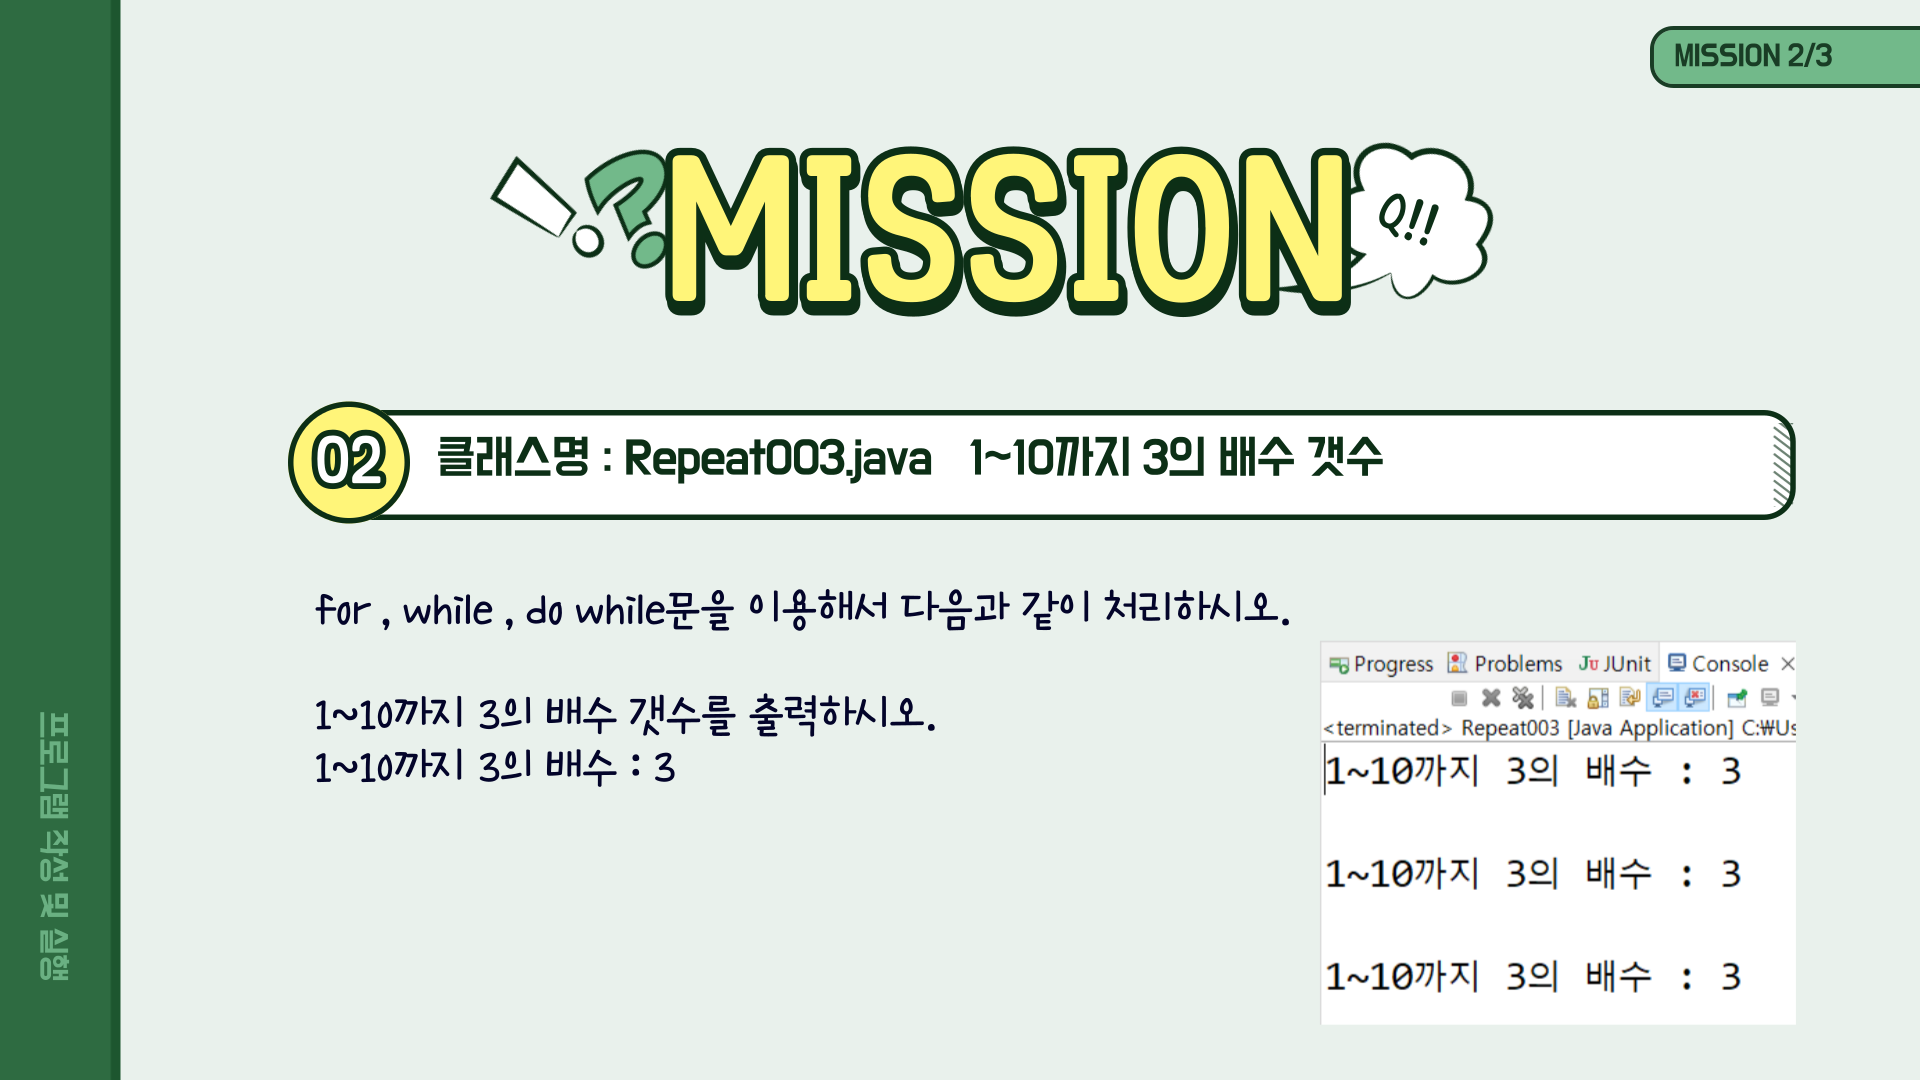 MISSION 2/3
MISSION
Q!!
02
클래스명 : Repeat003.java 1~10까지 3의 배수 갯수
for , while , do while문을 이용해서 다음과 같이 처리하시오.
1~10까지 3의 배수 갯수를 출력하시오.
1~10까지 3의 배수 : 3
Progress Problems JUnit Console
<terminated> Repeat003 [Java Application] C:₩Us
1~10까지 3의 배수 : 3
1~10까지 3의 배수 : 3
1~10까지 3의 배수 : 3
프로그램 작성 및 실행